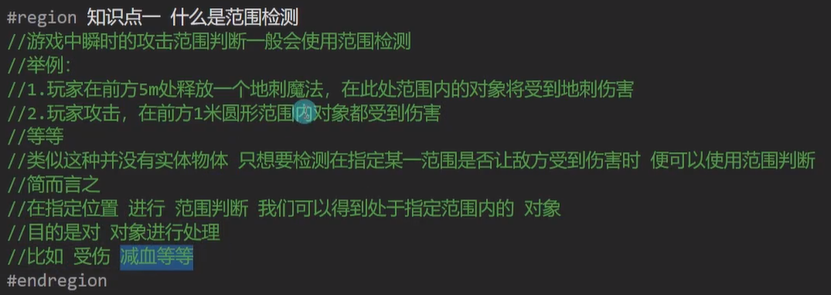 #region 知识点一 什么是范围检测
//游戏中瞬时的攻击范围判断一般会使用范围检测
//举例：
//1.玩家在前方5m处释放一个地刺魔法，在此处范围内的对象将受到地刺伤害
//2.玩家攻击，在前方1米圆形范围内对象都受到伤害
//等等
//类似这种并没有实体物体 只想要检测在指定某一范围是否让敌方受到伤害时 便可以使用范围判断
//简而言之
//在指定位置 进行 范围判断 我们可以得到处于指定范围内的 对象
//目的是对 对象进行处理
//比如 受伤 减血等等
#endregion